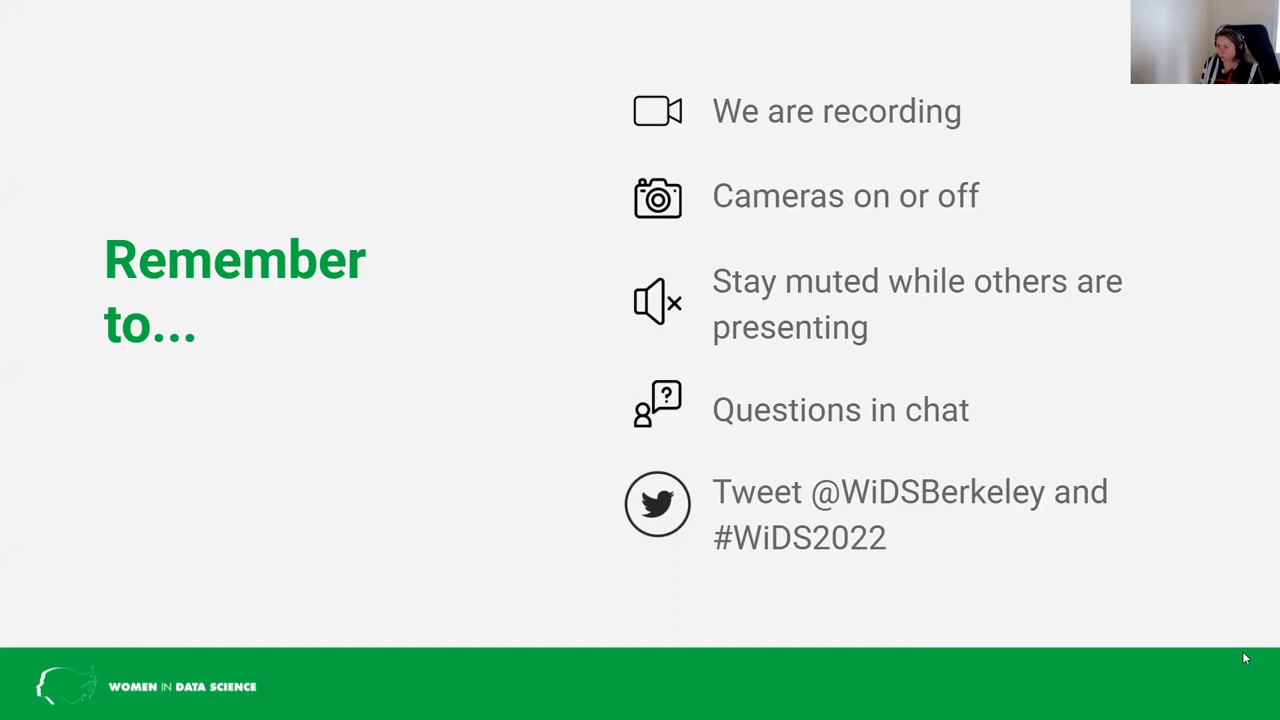 Remember
to...
We are recording
Cameras on or off
Stay muted while others are
presenting
Questions in chat
Tweet @WiDSBerkeley and
#WiDS2022
WOMEN IN DATA SCIENCE